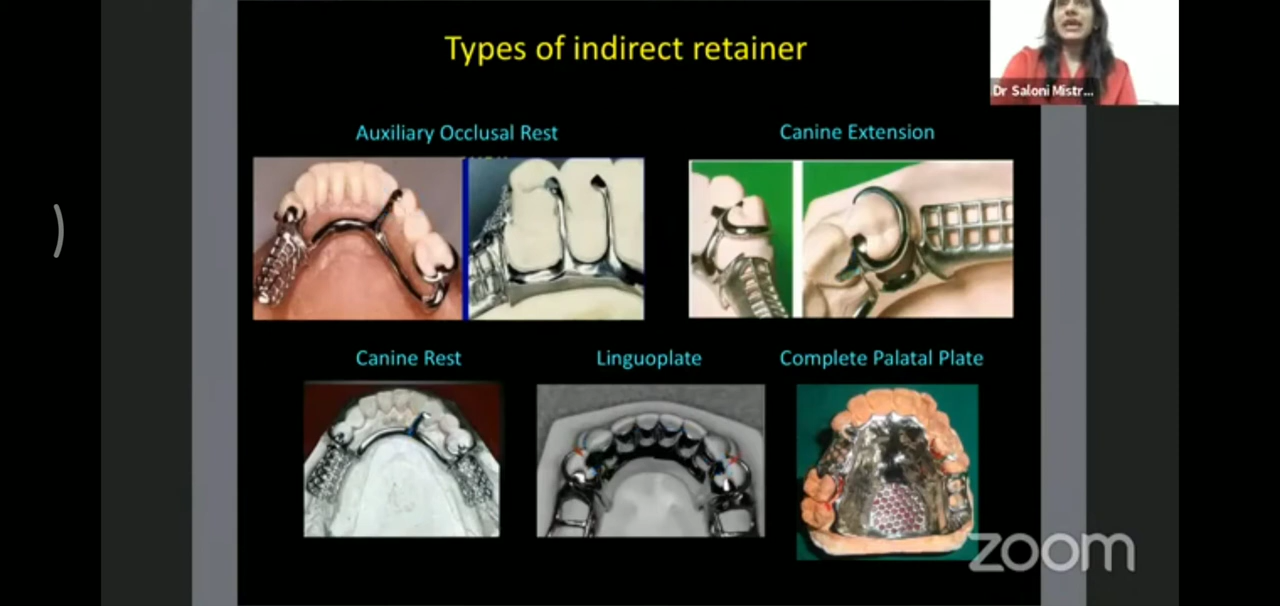 Types of indirect retainer
Dr Saloni Mistr...
Auxiliary Occlusal Rest
Canine Extension
Canine Rest
Linguoplate
Complete Palatal Plate
zoom